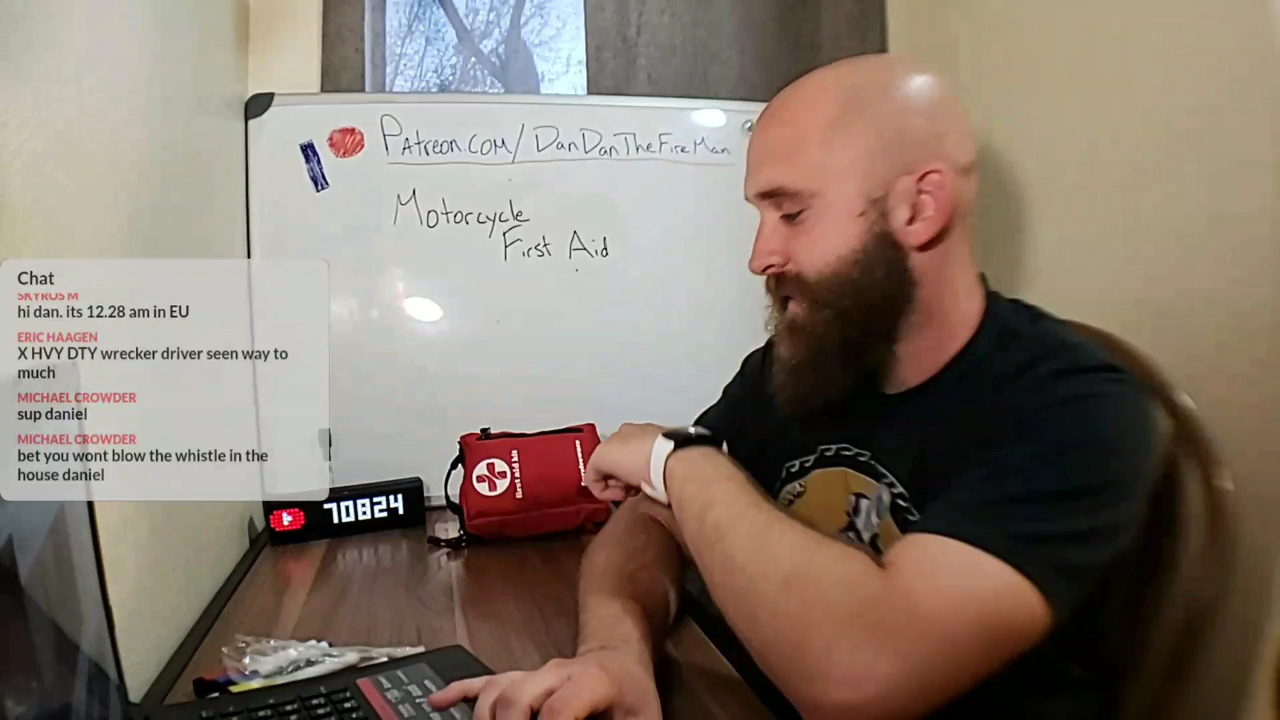 Patreon.com/DanDanTheFireMan
Motorcycle
First Aid
Chat
SKYROS M
hi dan. its 12.28 am in EU
ERIC HAAGEN
X HVY DTY wrecker driver seen way to
much
MICHAEL CROWDER
sup daniel
MICHAEL CROWDER
bet you wont blow the whistle in the
house daniel
70824
first aid kit